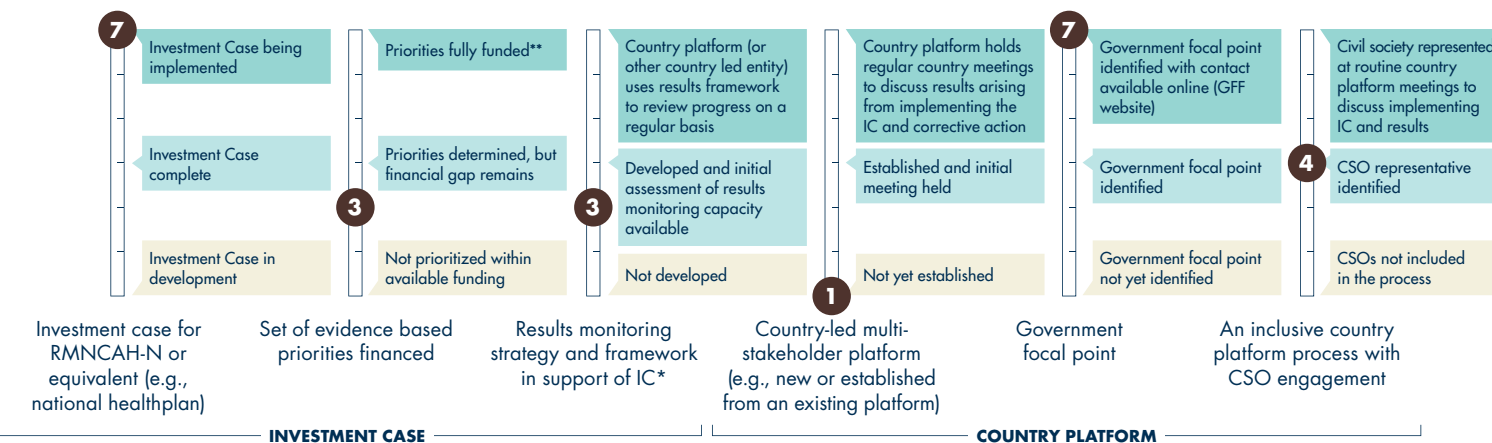 7
Investment Case being
implemented
Investment Case
complete
Investment Case in
development
Investment case for
RMNCAH-N or
equivalent (e.g.,
national healthplan)
Priorities fully funded**
Priorities determined, but
financial gap remains
3
Not prioritized within
available funding
Set of evidence based
priorities financed
Country platform (or
other country led entity)
uses results framework
to review progress on a
regular basis
Developed and initial
assessment of results
monitoring capacity
available
3
Not developed
Results monitoring
strategy and framework
in support of IC*
Country platform holds
regular country meetings
to discuss results arising
from implementing the
IC and corrective action
Established and initial
meeting held
Not yet established
1
Country-led multi-
stakeholder platform
(e.g., new or established
from an existing platform)
7
Government focal point
identified with contact
available online (GFF
website)
Government focal point
identified
Government focal point
not yet identified
Government
focal point
Civil society represented
at routine country
platform meetings to
discuss implementing
IC and results
4
CSO representative
identified
CSOs not included
in the process
An inclusive country
platform process with
CSO engagement
INVESTMENT CASE
COUNTRY PLATFORM